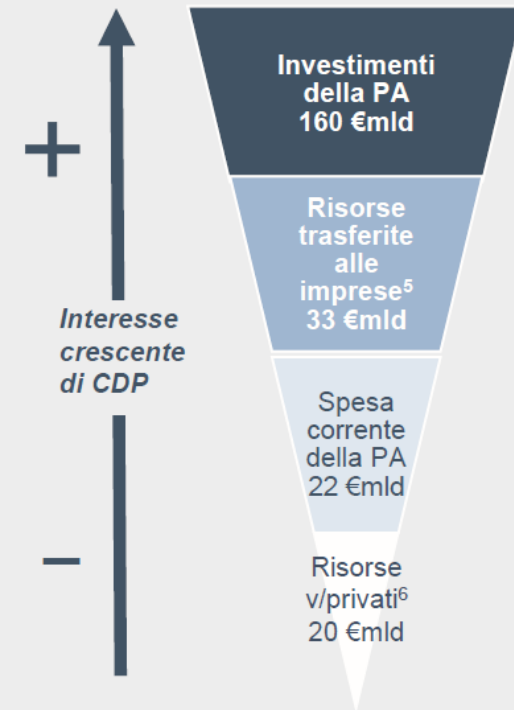 Investimenti
della PA
160 €mld
+
Risorse
trasferite
alle
imprese⁵
33 €mld
Interesse
crescente
di CDP
Spesa
corrente
della PA
22 €mld
−
Risorse
v/privati⁶
20 €mld